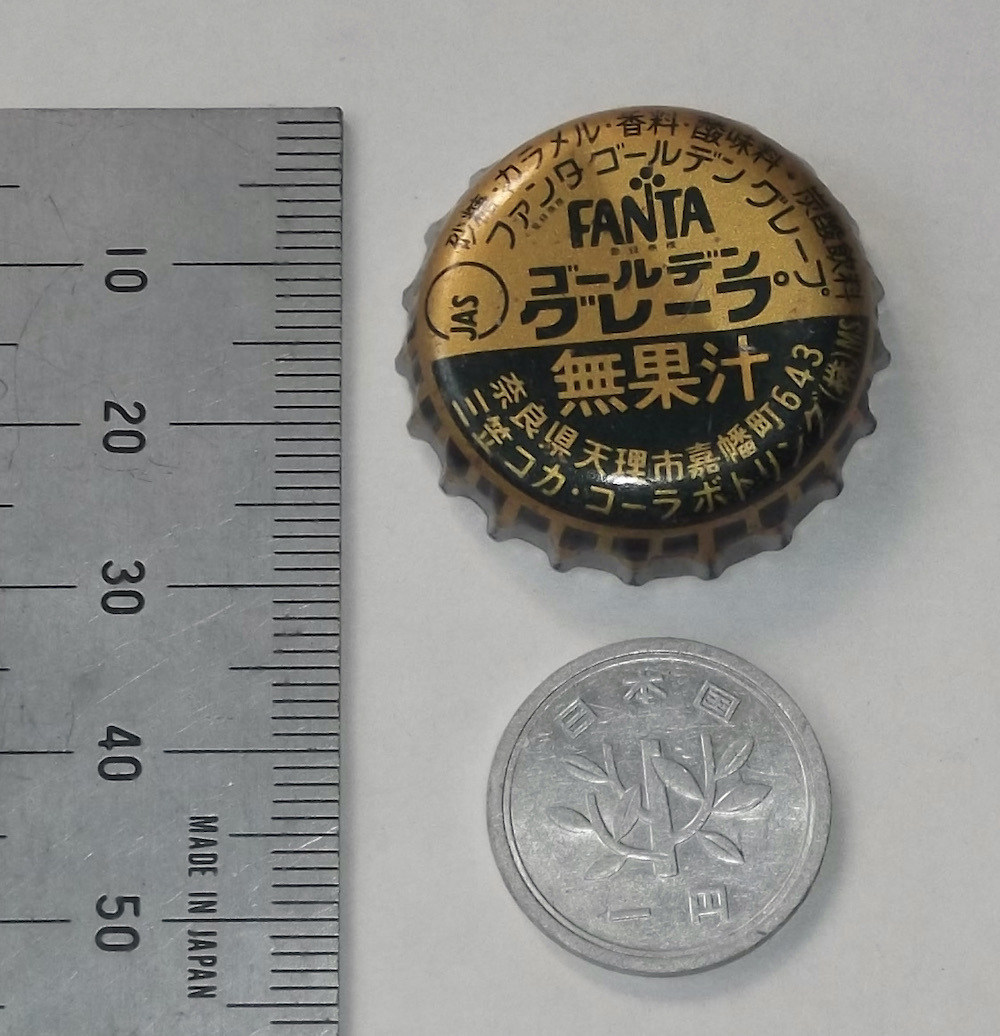 10
20
30
40
50
MADE IN JAPAN
砂糖・カラメル・香料・酸味料・炭酸飲料
ファンタゴールデングレープ
FANTA
ゴールデン
グレープ
JAS
無果汁
奈良県天理市嘉幡町643
三笠コカ・コーラボトリング(株)MS
日本国
一円